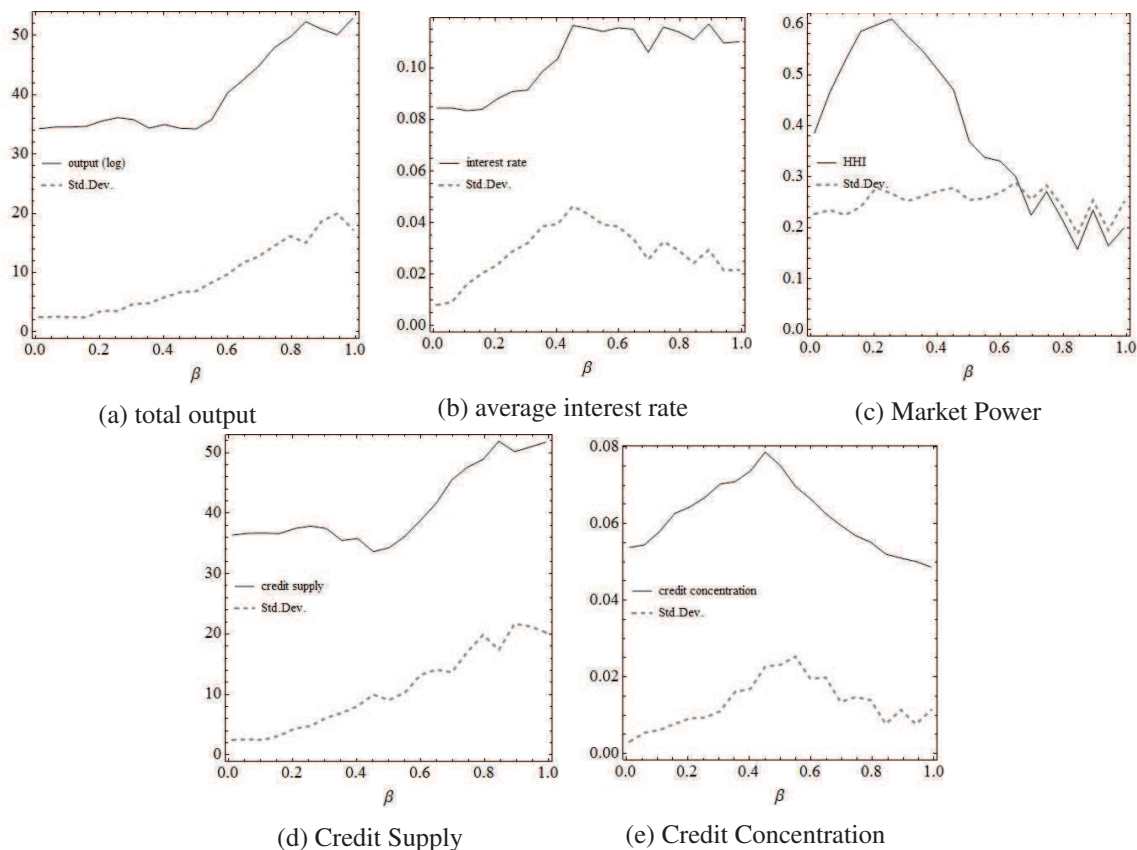 50
40
30
20
10
0
output (log)
Std.Dev.
0.0 0.2 0.4 0.6 0.8 1.0
β
(a) total output
0.10
0.08
0.06
0.04
0.02
0.00
interest rate
Std.Dev.
0.0 0.2 0.4 0.6 0.8 1.0
β
(b) average interest rate
0.6
0.5
0.4
0.3
0.2
0.1
0.0
HHI
Std.Dev.
0.0 0.2 0.4 0.6 0.8 1.0
β
(c) Market Power
50
40
30
20
10
0
credit supply
Std.Dev.
0.0 0.2 0.4 0.6 0.8 1.0
β
(d) Credit Supply
0.08
0.06
0.04
0.02
0.00
credit concentration
Std.Dev.
0.0 0.2 0.4 0.6 0.8 1.0
β
(e) Credit Concentration